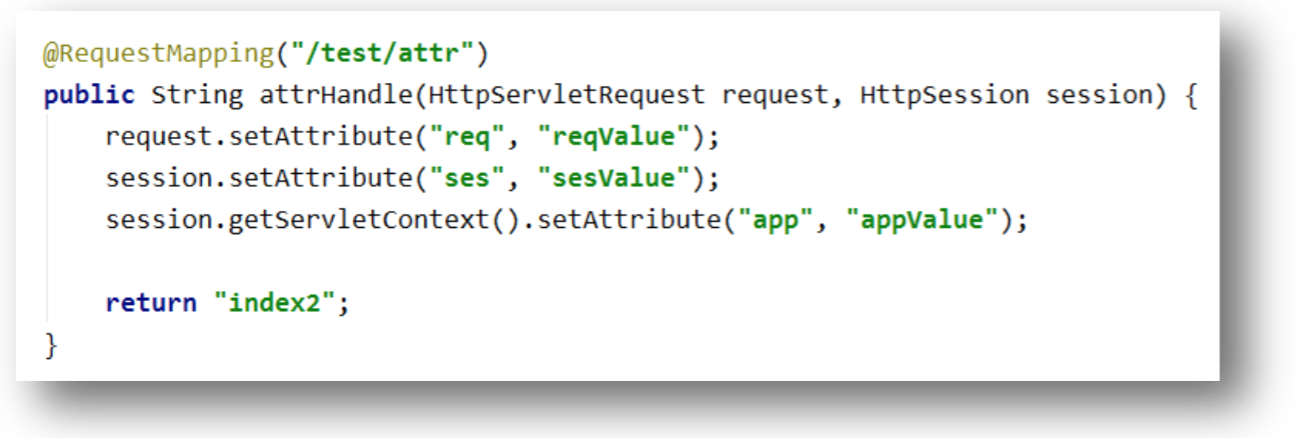 @RequestMapping("/test/attr")
public String attrHandle(HttpServletRequest request, HttpSession session) {
    request.setAttribute("req", "reqValue");
    session.setAttribute("ses", "sesValue");
    session.getServletContext().setAttribute("app", "appValue");

    return "index2";
}